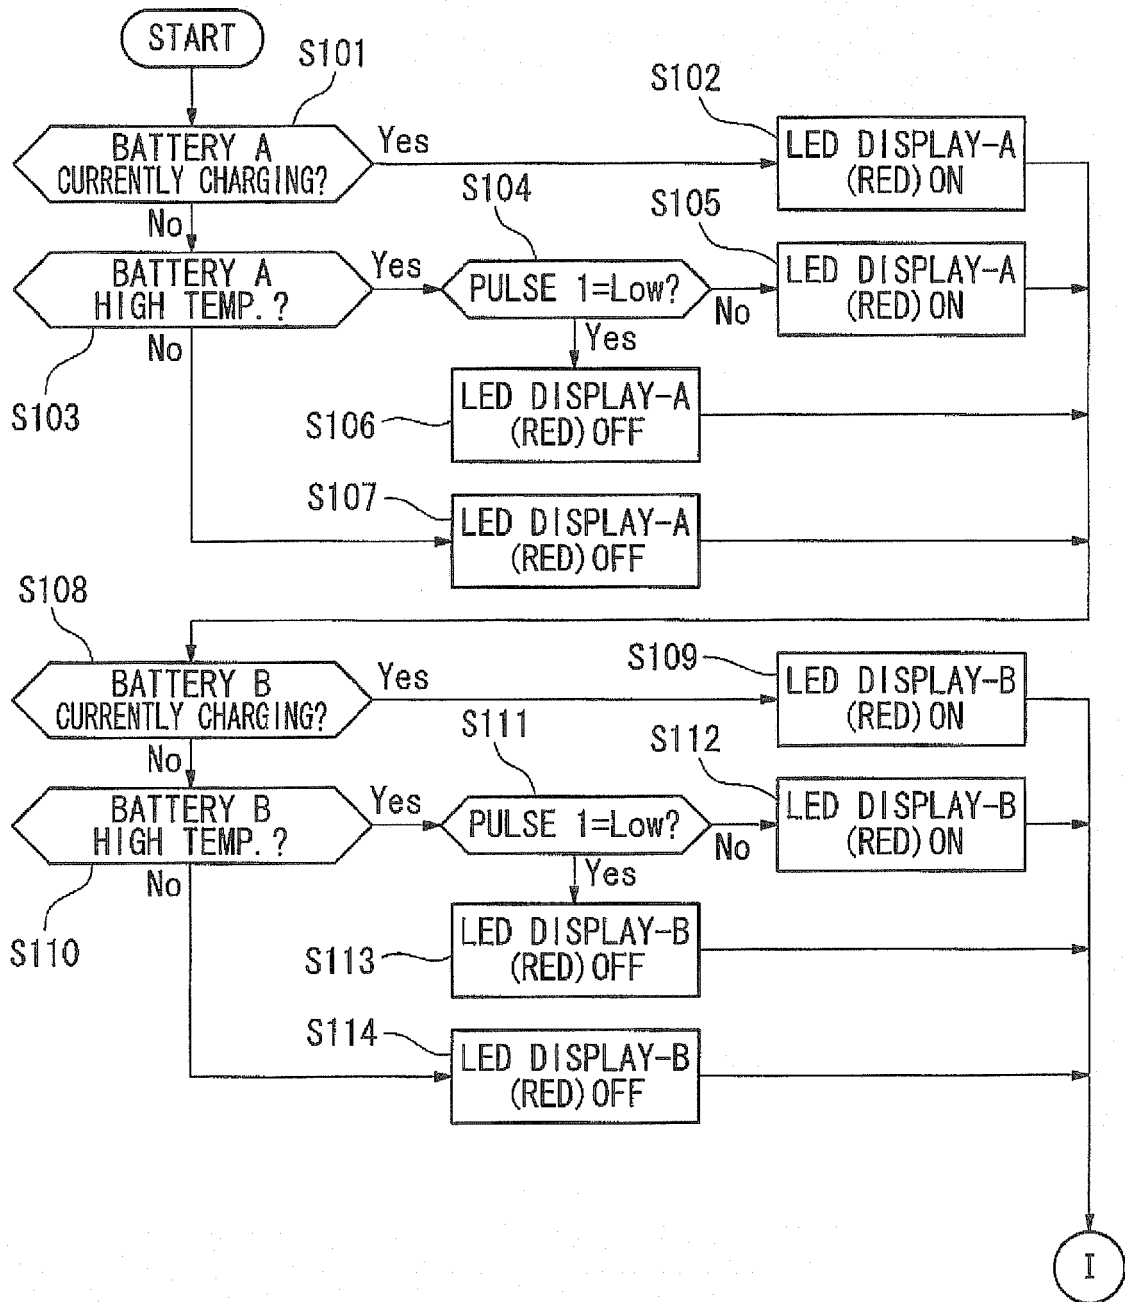 START
S101
S102
BATTERY A
CURRENTLY CHARGING?
Yes
LED DISPLAY-A
(RED)ON
No
S104
S105
BATTERY A
HIGH TEMP.?
Yes
PULSE 1=Low?
No
LED DISPLAY-A
(RED)ON
S103
No
Yes
S106
LED DISPLAY-A
(RED)OFF
S107
LED DISPLAY-A
(RED)OFF
S108
S109
BATTERY B
CURRENTLY CHARGING?
Yes
LED DISPLAY-B
(RED)ON
No
S111
S112
BATTERY B
HIGH TEMP.?
Yes
PULSE 1=Low?
No
LED DISPLAY-B
(RED)ON
S110
No
Yes
S113
LED DISPLAY-B
(RED)OFF
S114
LED DISPLAY-B
(RED)OFF
I